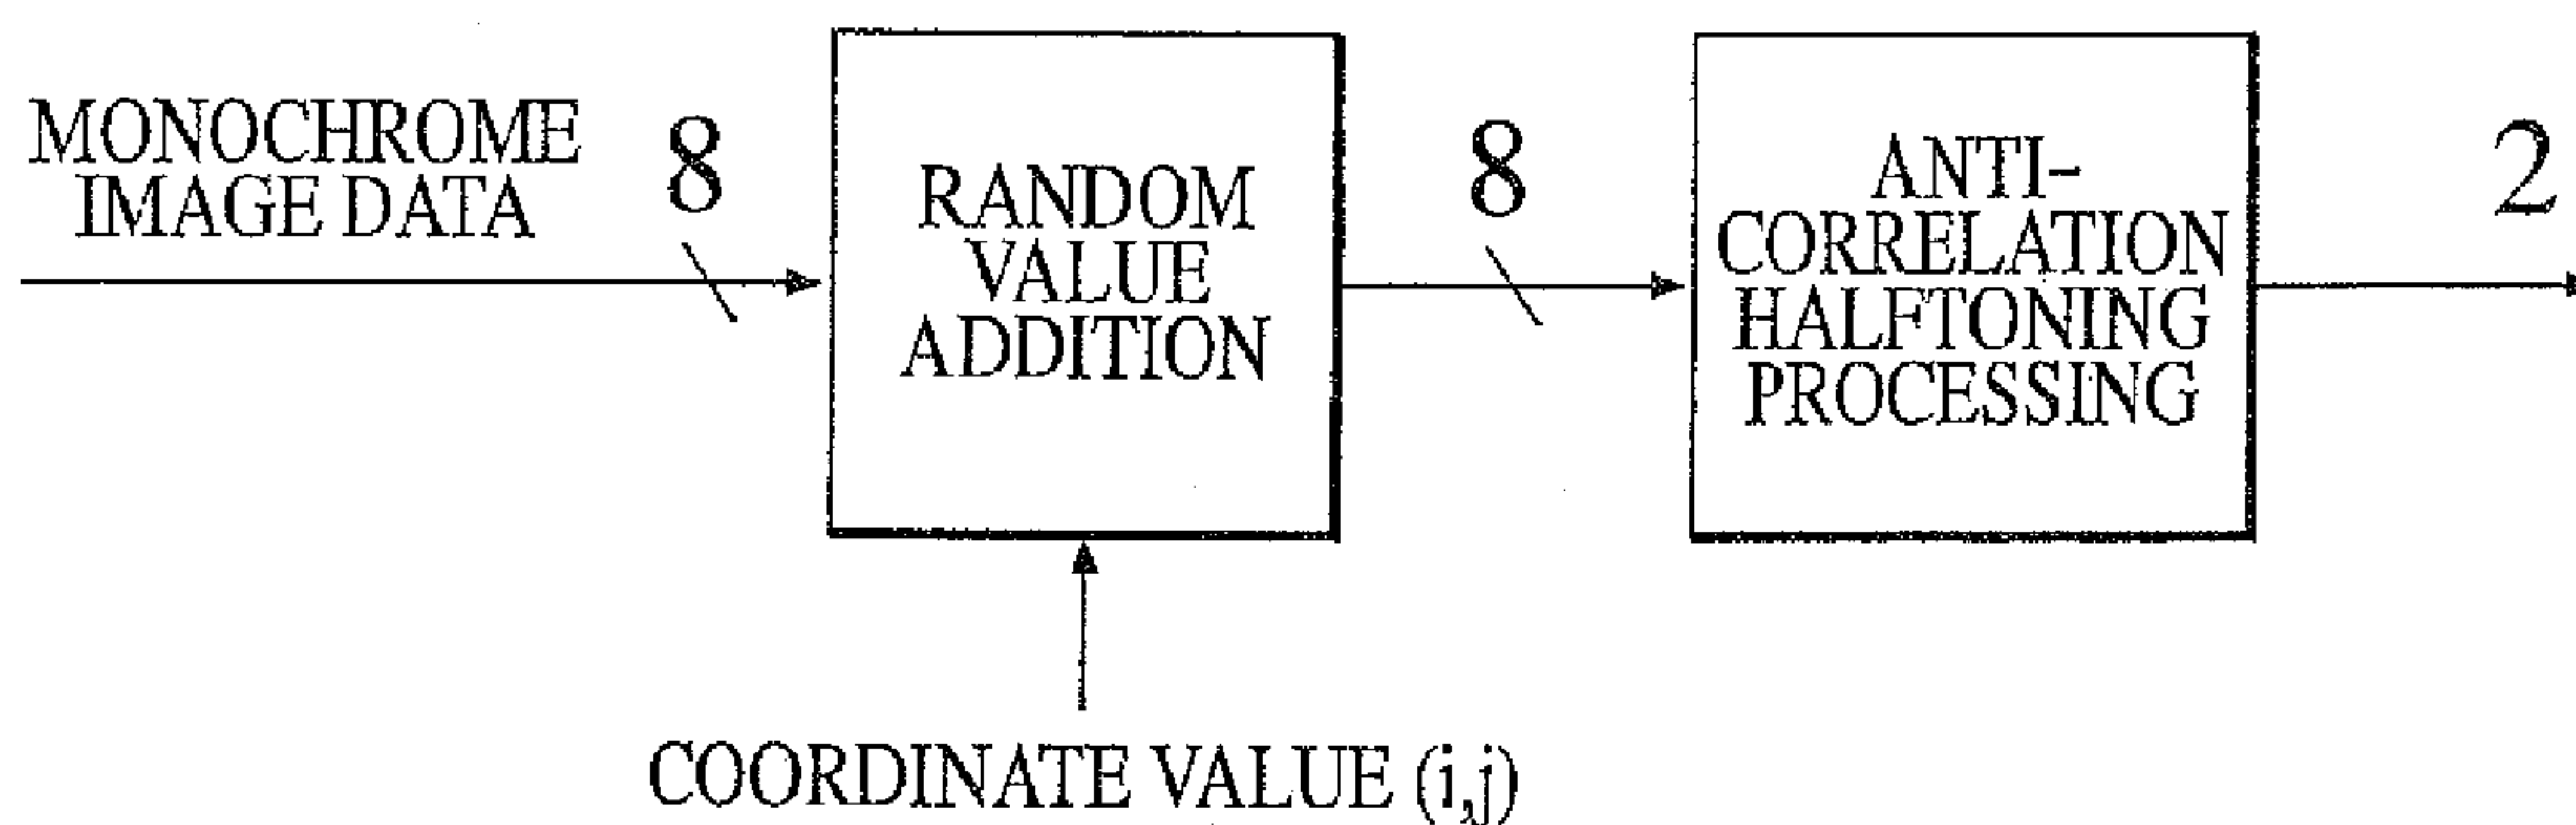 MONOCHROME
IMAGE DATA
8
RANDOM
VALUE
ADDITION
8
ANTI-
CORRELATION
HALFTONING
PROCESSING
2
COORDINATE VALUE (i,j)